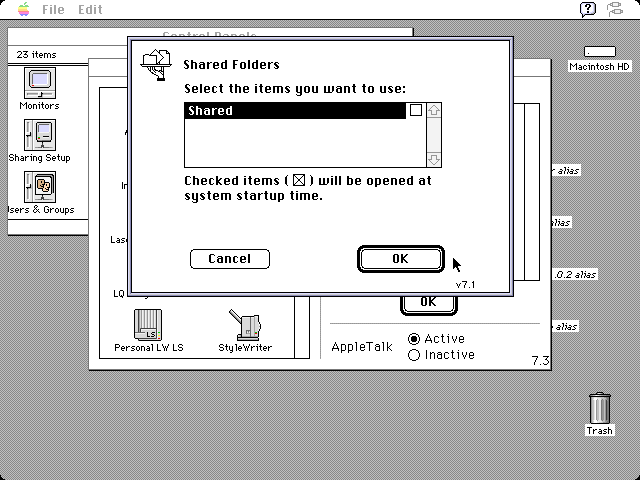 File Edit
Control Panels
23 items
Macintosh HD
Monitors
Sharing Setup
Users & Groups
Shared Folders
Select the items you want to use:
Shared
Checked items ( ) will be opened at
system startup time.
Cancel
OK
v7.1
alias
alias
.0.2 alias
alias
OK
LS
Personal LW LS
StyleWriter
AppleTalk
Active
Inactive
7.3
Trash